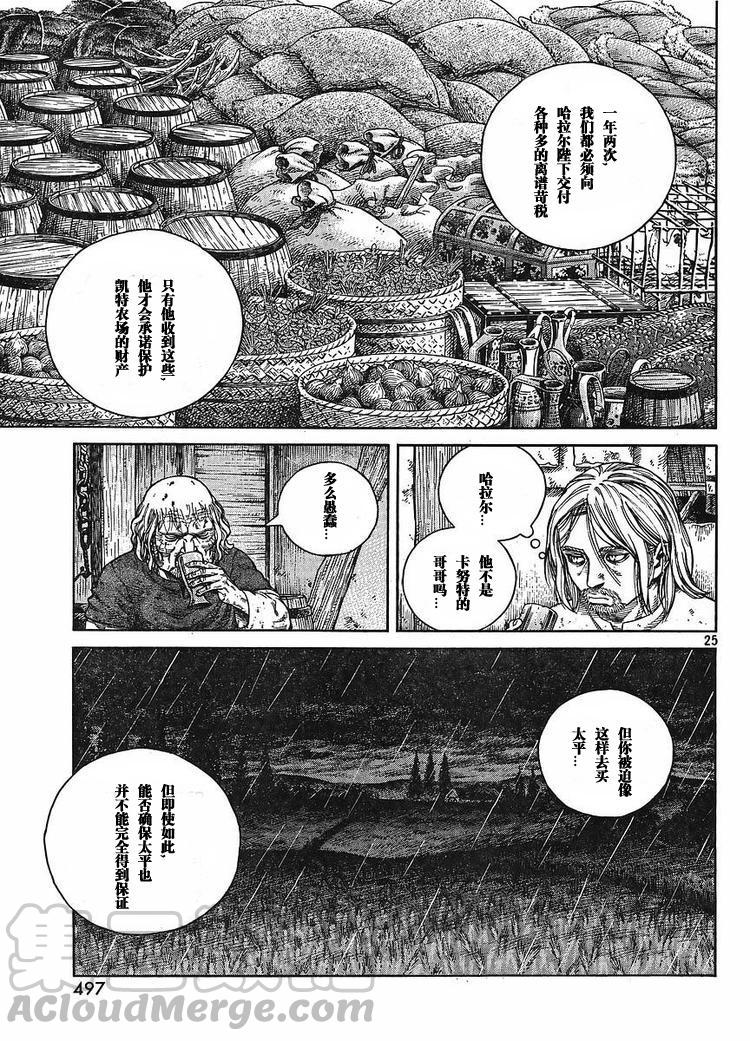 一年两次,
我们都必须向
哈拉尔陛下交付
各种多的离谱苛税
只有他收到这些,
他才会承诺保护
凯特农场的财产
哈拉尔…
他不是
卡努特的
哥哥吗…
多么愚蠢…
25
但你被迫像
这样去买
太平…
但即使如此,
能否确保太平也
并不能完全得到保证
497
ACloudMerge.com